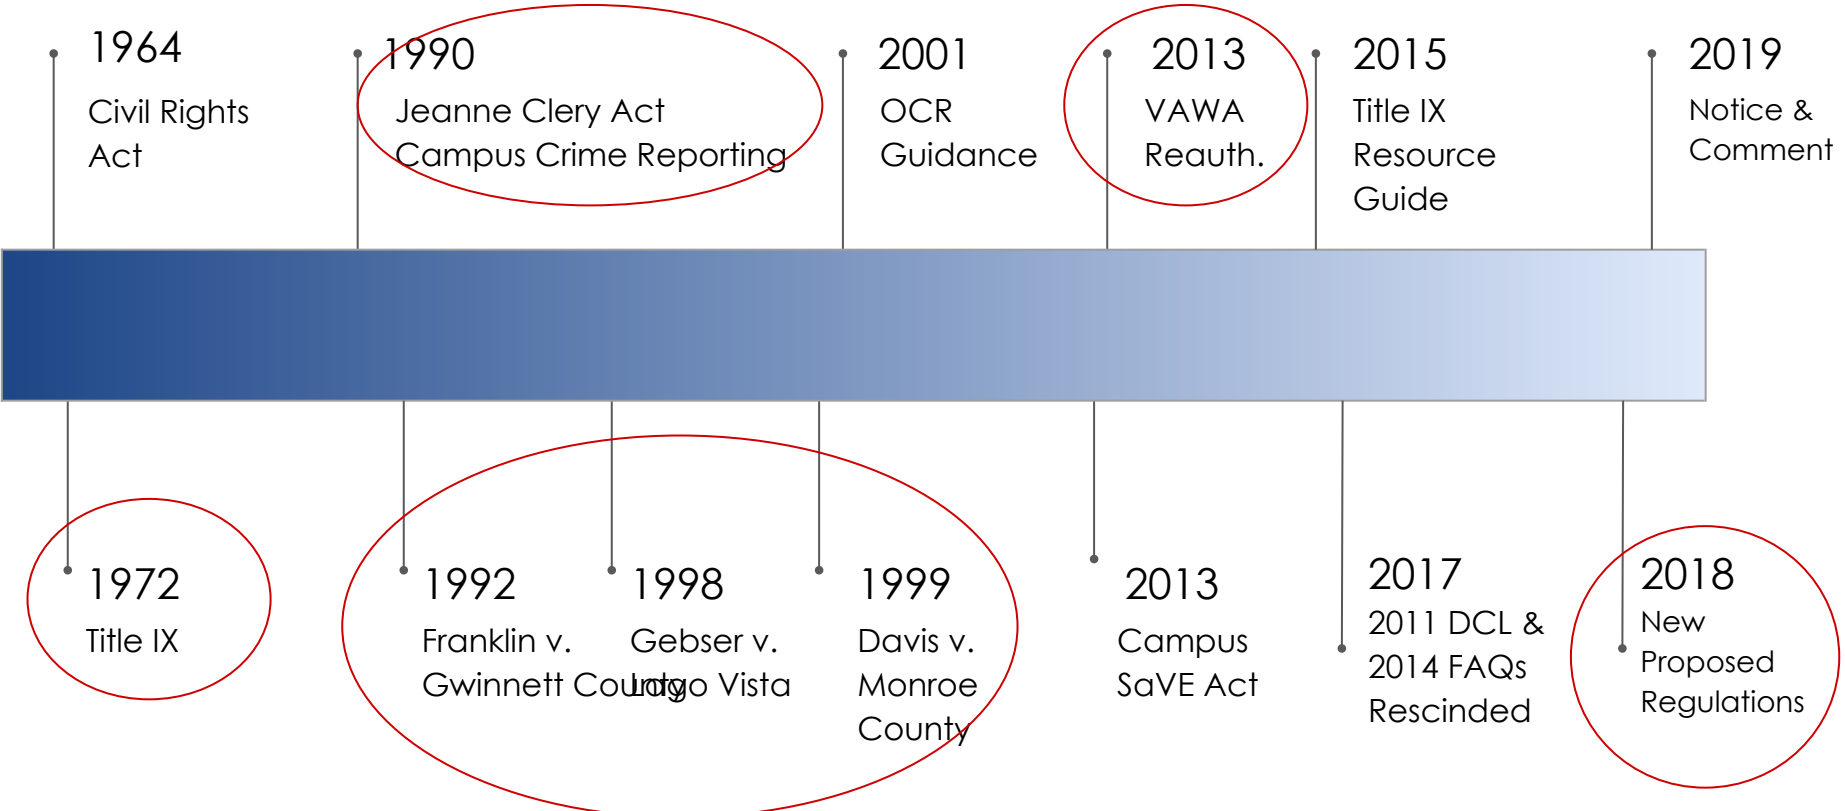 1964
Civil Rights
Act
1990
Jeanne Clery Act
Campus Crime Reporting
2001
OCR
Guidance
2013
VAWA
Reauth.
2015
Title IX
Resource
Guide
2019
Notice &
Comment
1972
Title IX
1992
Franklin v.
Gwinnett County
1998
Gebser v.
Lago Vista
1999
Davis v.
Monroe
County
2013
Campus
SaVE Act
2017
2011 DCL &
2014 FAQs
Rescinded
2018
New
Proposed
Regulations